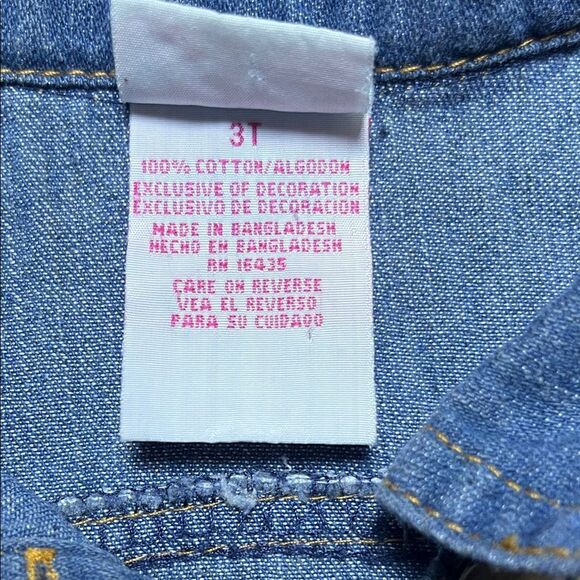 3T
100% COTTON/ALGODON
EXCLUSIVE OF DECORATION
EXCLUSIVO DE DECORACION
MADE IN BANGLADESH
HECHO EN BANGLADESH
RN 16435
CARE ON REVERSE
VEA EL REVERSO
PARA SU CUIDADO